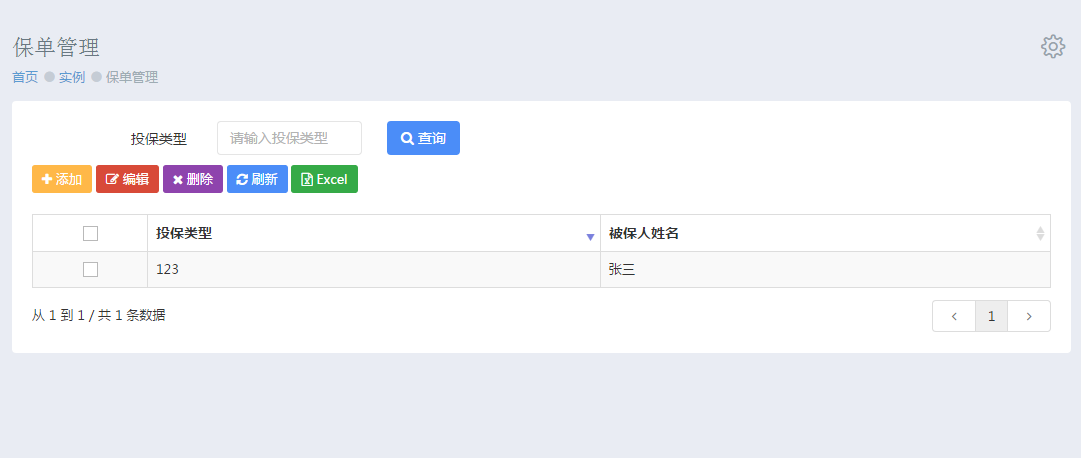 保单管理
首页 实例 保单管理
投保类型 请输入投保类型 查询
添加 编辑 删除 刷新 Excel
投保类型 被保人姓名
123 张三
从 1 到 1 / 共 1 条数据 1